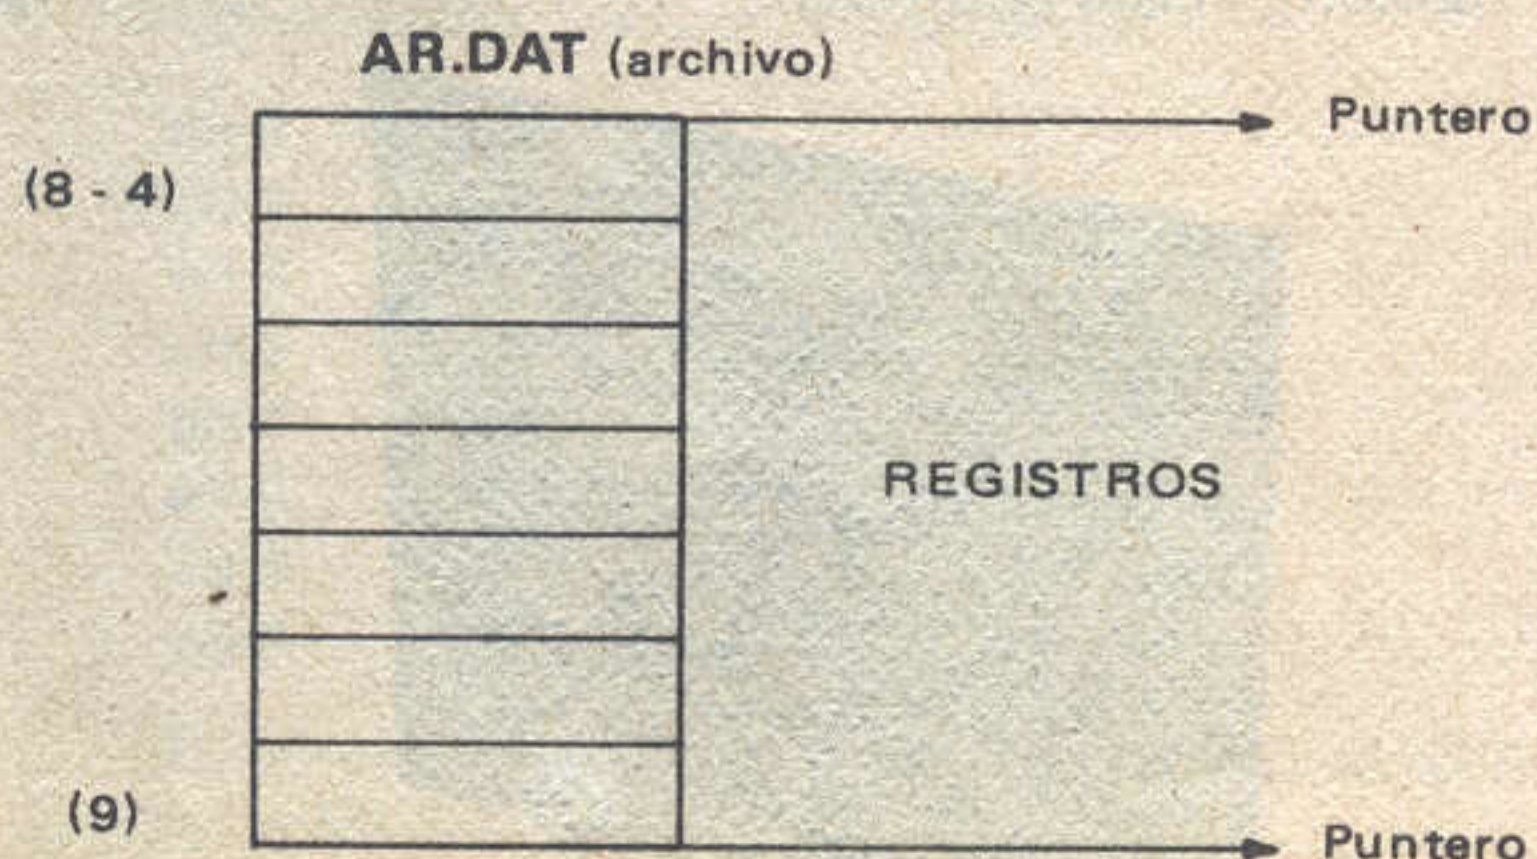 AR.DAT (archivo)
Puntero
(8 - 4)
REGISTROS
(9)
Puntero